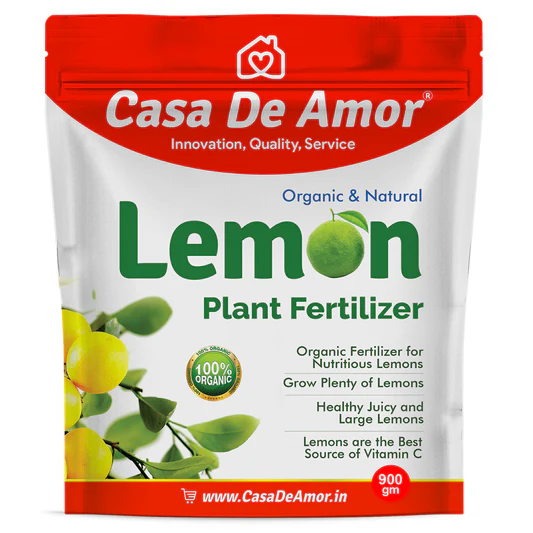 Casa De Amor®
Innovation, Quality, Service
Organic & Natural
Lemon
Plant Fertilizer
100% ORGANIC
100%
ORGANIC
Organic Fertilizer for
Nutritious Lemons
Grow Plenty of Lemons
Healthy Juicy and
Large Lemons
Lemons are the Best
Source of Vitamin C
900
gm
www.CasaDeAmor.in